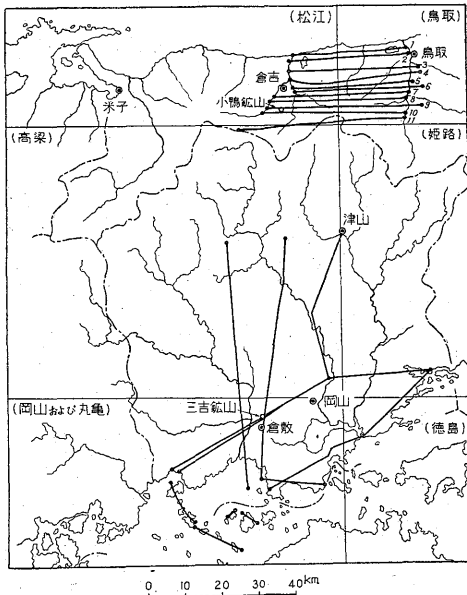 (松江)
(鳥取)
1
2
鳥取
3
4
5
6
7
8
9
10
11
倉吉
小鴨鉱山
米子
(高梁)
(姫路)
津山
三吉鉱山
岡山
倉敷
(岡山および丸亀)
(徳島)
0 10 20 30 40km